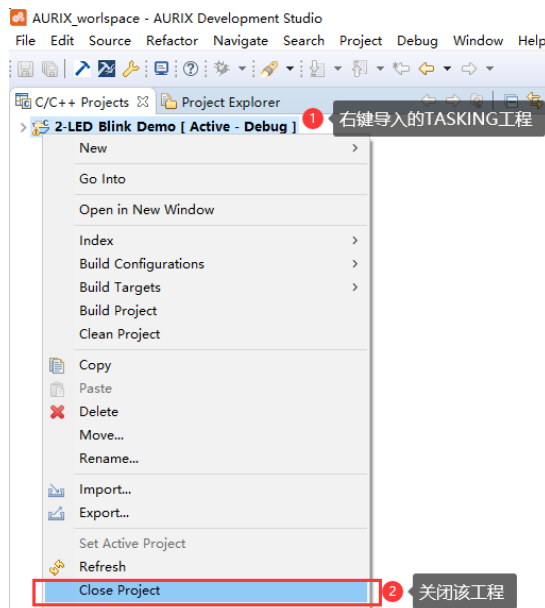 AURIX_worlspace - AURIX Development Studio
File Edit Source Refactor Navigate Search Project Debug Window Help
C/C++ Projects Project Explorer
2-LED Blink Demo [ Active - Debug ] 1 右键导入的TASKING工程
New
Go Into
Open in New Window
Index
Build Configurations
Build Targets
Build Project
Clean Project
Copy
Paste
Delete
Move...
Rename...
Import...
Export...
Set Active Project
Refresh
Close Project 2 关闭该工程